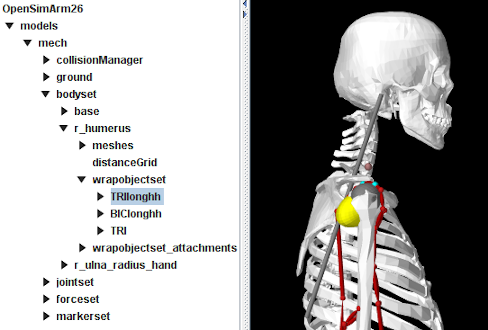 OpenSimArm26
models
mech
collisionManager
ground
bodyset
base
r_humerus
meshes
distanceGrid
wrapobjectset
TRIlonghh
BIClonghh
TRI
wrapobjectset_attachments
r_ulna_radius_hand
jointset
forceset
markerset